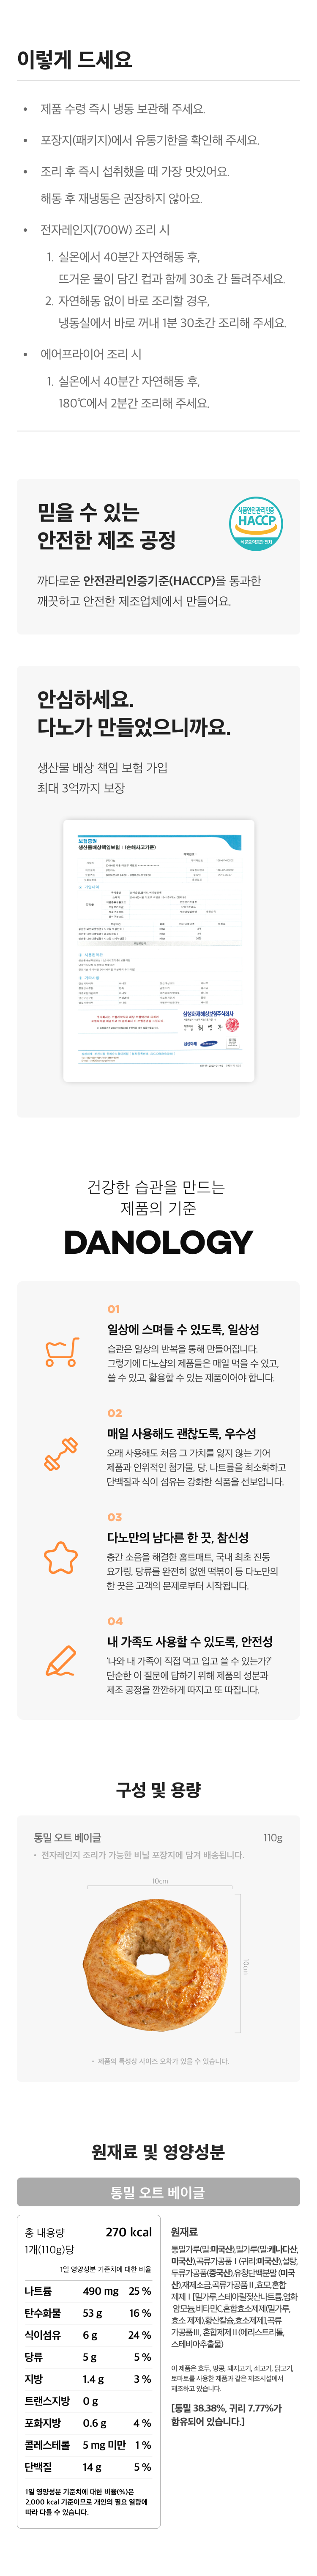 이렇게 드세요
• 제품 수령 즉시 냉동 보관해 주세요.
• 포장지(패키지)에서 유통기한을 확인해 주세요.
• 조리 후 즉시 섭취했을 때 가장 맛있어요.
해동 후 재냉동은 권장하지 않아요.
• 전자레인지(700W) 조리 시
1. 실온에서 40분간 자연해동 후,
뜨거운 물이 담긴 컵과 함께 30초 간 돌려주세요.
2. 자연해동 없이 바로 조리할 경우,
냉동실에서 바로 꺼내 1분 30초간 조리해 주세요.
• 에어프라이어 조리 시
1. 실온에서 40분간 자연해동 후,
180℃에서 2분간 조리해 주세요.
믿을 수 있는
안전한 제조 공정
식품안전관리인증
HACCP
식품의약품안전처
까다로운 안전관리인증기준(HACCP)을 통과한
깨끗하고 안전한 제조업체에서 만들어요.
안심하세요.
다노가 만들었으니까요.
생산물 배상 책임 보험 가입
최대 3억까지 보장
보험증권
생산물배상책임보험 : (손해사고기준)
삼성화재해상보험주식회사
SAMSUNG
건강한 습관을 만드는
제품의 기준
DANOLOGY
01
일상에 스며들 수 있도록, 일상성
습관은 일상의 반복을 통해 만들어집니다.
그렇기에 다노샵의 제품들은 매일 먹을 수 있고,
쓸 수 있고, 활용할 수 있는 제품이어야 합니다.
02
매일 사용해도 괜찮도록, 우수성
오래 사용해도 처음 그 가치를 잃지 않는 기어
제품과 인위적인 첨가물, 당, 나트륨을 최소화하고
단백질과 식이 섬유는 강화한 식품을 선보입니다.
03
다노만의 남다른 한 끗, 참신성
층간 소음을 해결한 홈트매트, 국내 최초 진동
요가링, 당류를 완전히 없앤 떡볶이 등 다노만의
한 끗은 고객의 문제로부터 시작됩니다.
04
내 가족도 사용할 수 있도록, 안전성
'나와 내 가족이 직접 먹고 입고 쓸 수 있는가?'
단순한 이 질문에 답하기 위해 제품의 성분과
제조 공정을 깐깐하게 따지고 또 따집니다.
구성 및 용량
통밀 오트 베이글 110g
• 전자레인지 조리가 가능한 비닐 포장지에 담겨 배송됩니다.
10cm
10cm
• 제품의 특성상 사이즈 오차가 있을 수 있습니다.
원재료 및 영양성분
통밀 오트 베이글
총 내용량 270 kcal
1개(110g)당
1일 영양성분 기준치에 대한 비율
나트륨 490 mg 25 %
탄수화물 53 g 16 %
식이섬유 6 g 24 %
당류 5 g 5 %
지방 1.4 g 3 %
트랜스지방 0 g
포화지방 0.6 g 4 %
콜레스테롤 5 mg 미만 1 %
단백질 14 g 5 %
1일 영양성분 기준치에 대한 비율(%)은
2,000 kcal 기준이므로 개인의 필요 열량에
따라 다를 수 있습니다.
원재료
통밀가루(밀:미국산),밀가루(밀:캐나다산,
미국산),곡류가공품Ⅰ(귀리:미국산),설탕,
두류가공품(중국산),유청단백분말 (미국
산),재제소금,곡류가공품Ⅱ,효모,혼합
제제Ⅰ[밀가루,스테아릴젖산나트륨,염화
암모늄,비타민C,혼합효소제제(밀가루,
효소 제제),황산칼슘,효소제제],곡류
가공품Ⅲ, 혼합제제Ⅱ(에리스리톨,
스테비아추출물)
이 제품은 호두, 땅콩, 돼지고기, 쇠고기, 닭고기,
토마토를 사용한 제품과 같은 제조시설에서
제조하고 있습니다.
[통밀 38.38%, 귀리 7.77%가
함유되어 있습니다.]